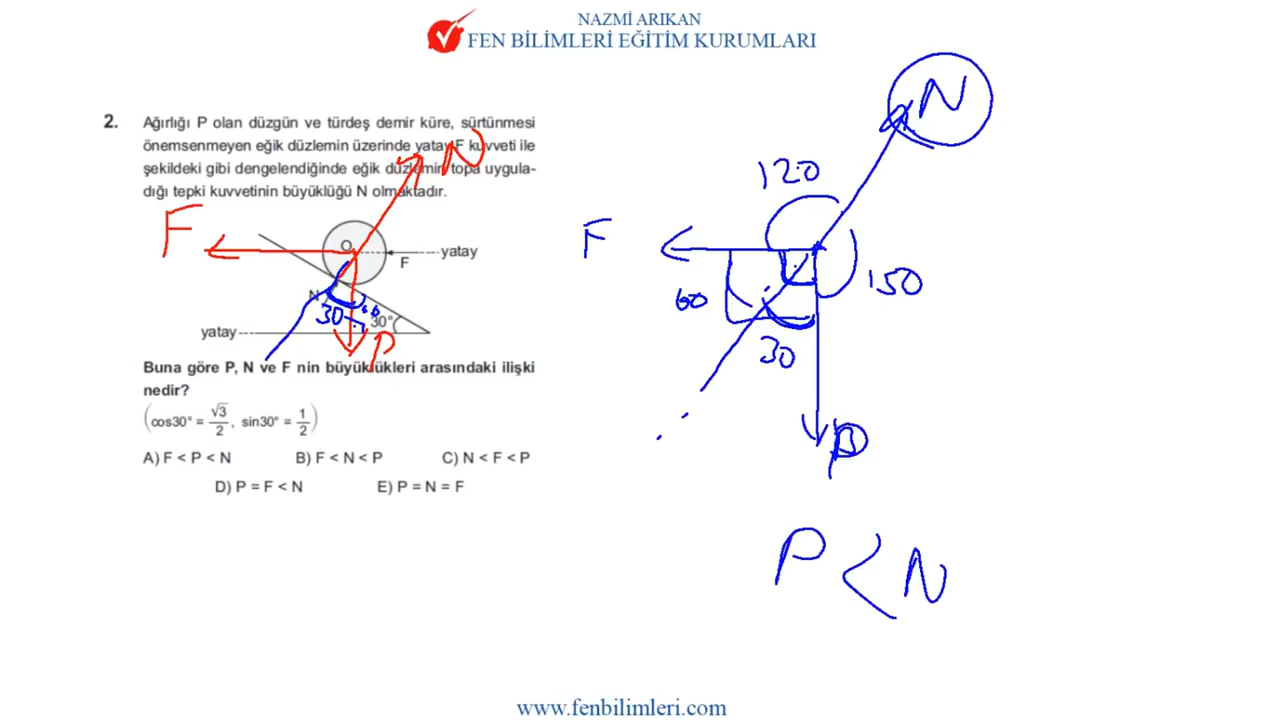 NAZMİ ARIKAN
FEN BİLİMLERİ EĞİTİM KURUMLARI
2. Ağırlığı P olan düzgün ve türdeş demir küre, sürtünmesi
önemsenmeyen eğik düzlemin üzerinde yatay F kuvveti ile
şekildeki gibi dengelendiğinde eğik düzlemin topa uygula-
dığı tepki kuvvetinin büyüklüğü N olmaktadır.
N
F
O
yatay
F
N
30
30°
yatay
P
Buna göre P, N ve F nin büyüklükleri arasındaki ilişki
nedir?
(cos30° = √3/2, sin30° = 1/2)
A) F < P < N B) F < N < P C) N < F < P
D) P = F < N E) P = N = F
N
120
F
150
60
30
P
P < N
www.fenbilimleri.com